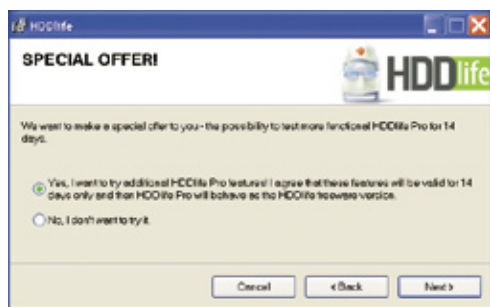 HDDlife
SPECIAL OFFER!
HDDlife
We want to make a special offer to you - the possibility to test more functional HDDlife Pro for 14
days.
Yes, I want to try additional HDDlife Pro features! I agree that these features will be valid for 14
days only and then HDDlife Pro will behave as the HDDlife freeware version.
No, I don't want to try it.
Cancel
< Back
Next >